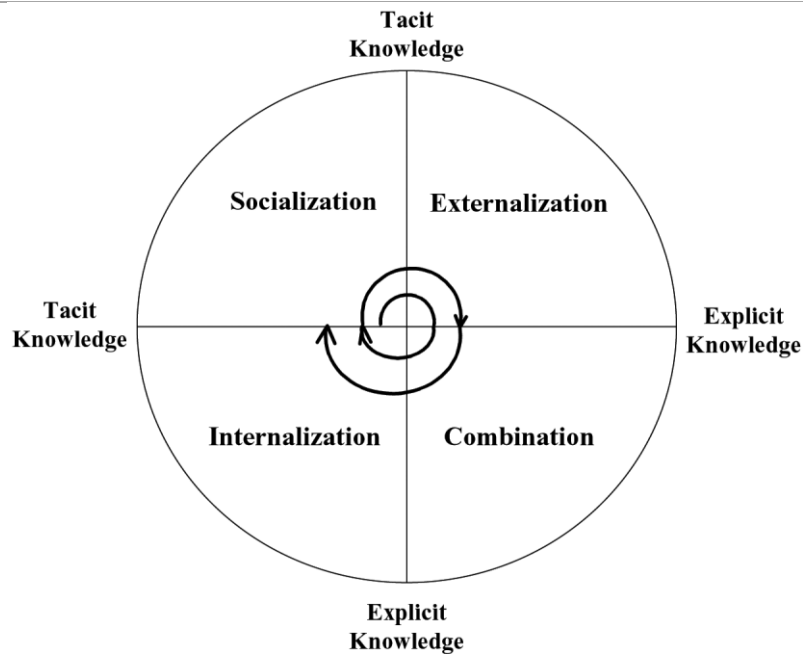 Tacit
Knowledge
Socialization
Externalization
Tacit
Knowledge
Explicit
Knowledge
Internalization
Combination
Explicit
Knowledge